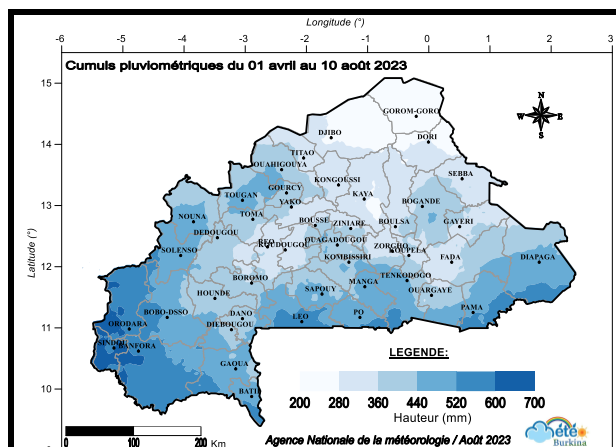 Longitude (°)
-6 -5 -4 -3 -2 -1 0 1 2 3
Cumuls pluviométriques du 01 avril au 10 août 2023
15
N
W E
S
GOROM-GORO
DJIBO
DORI
14
TITAO
OUAHIGOUYA
SEBBA
KONGOUSSI
GOURCY
TOUGAN
KAYA
YAKO
BOGANDE
13
TOMA
NOUNA
BOUSSE
ZINIARE
BOULSA
GAYERI
DEDOUGOU
REO
KOUDOUGOU
OUAGADOUGOU
ZORGHO
KOUPELA
SOLENSO
KOMBISSIRI
FADA
DIAPAGA
Latitude (°)
12
TENKODOGO
BOROMO
MANGA
SAPOUY
OUARGAYE
HOUNDE
PAMA
BOBO-DSSO
DANO
LEO
PO
11
ORODARA
DIEBOUGOU
SINDOU
BANFORA
GAOUA
LEGENDE:
10
BATIE
200 280 360 440 520 600 700
Hauteur (mm)
0 100 200
Km
Agence Nationale de la météorologie / Août 2023
météo
Burkina